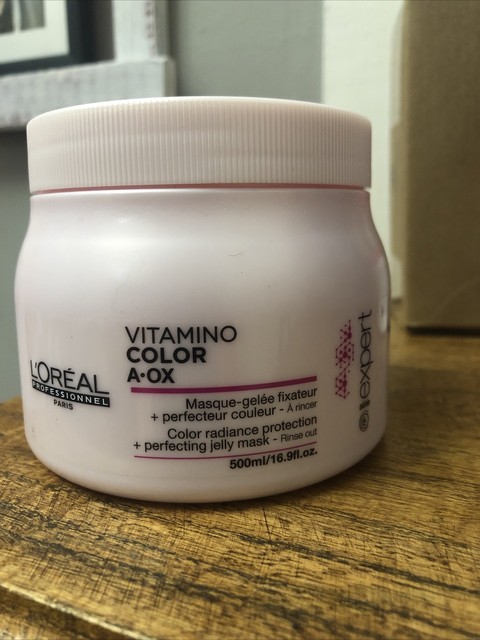 VITAMINO
COLOR
A•OX
L'ORÉAL
PROFESSIONNEL
PARIS
Masque-gelée fixateur
+ perfecteur couleur - À rincer
Color radiance protection
+ perfecting jelly mask - Rinse out
500ml/16.9fl.oz.
expert